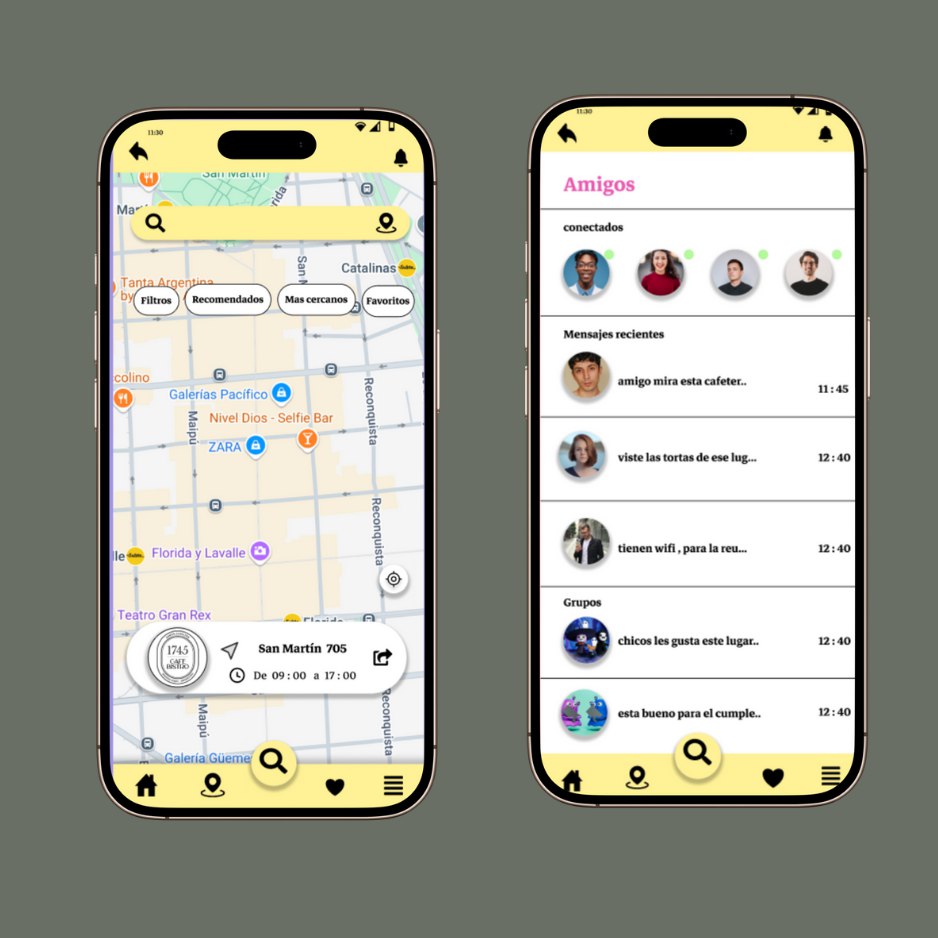 11:30
San Martín
Catalinas
Tanta Argentina
by
Filtros
Recomendados
Mas cercanos
Favoritos
colino
Galerías Pacífico
Nivel Dios - Selfie Bar
ZARA
Maipú
Reconquista
Reconquista
Florida y Lavalle
lle
Teatro Gran Rex
Florida
1745
CAFE
BISTRO
San Martín 705
De 09:00 a 17:00
Maipú
Reconquista
Galería Güeme
11:30
Amigos
conectados
Mensajes recientes
amigo mira esta cafeter..
11:45
viste las tortas de ese lug...
12:40
tienen wifi , para la reu...
12:40
Grupos
chicos les gusta este lugar..
12:40
esta bueno para el cumple..
12:40